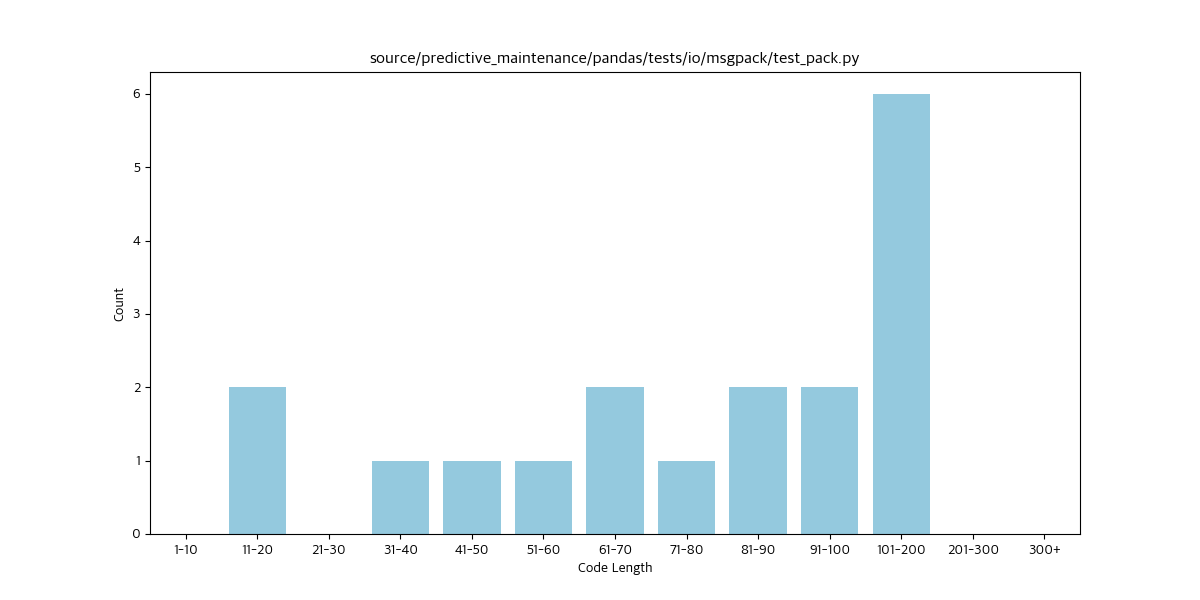 source/predictive_maintenance/pandas/tests/io/msgpack/test_pack.py
6
5
4
3
2
1
0
Count
1-10 11-20 21-30 31-40 41-50 51-60 61-70 71-80 81-90 91-100 101-200 201-300 300+
Code Length